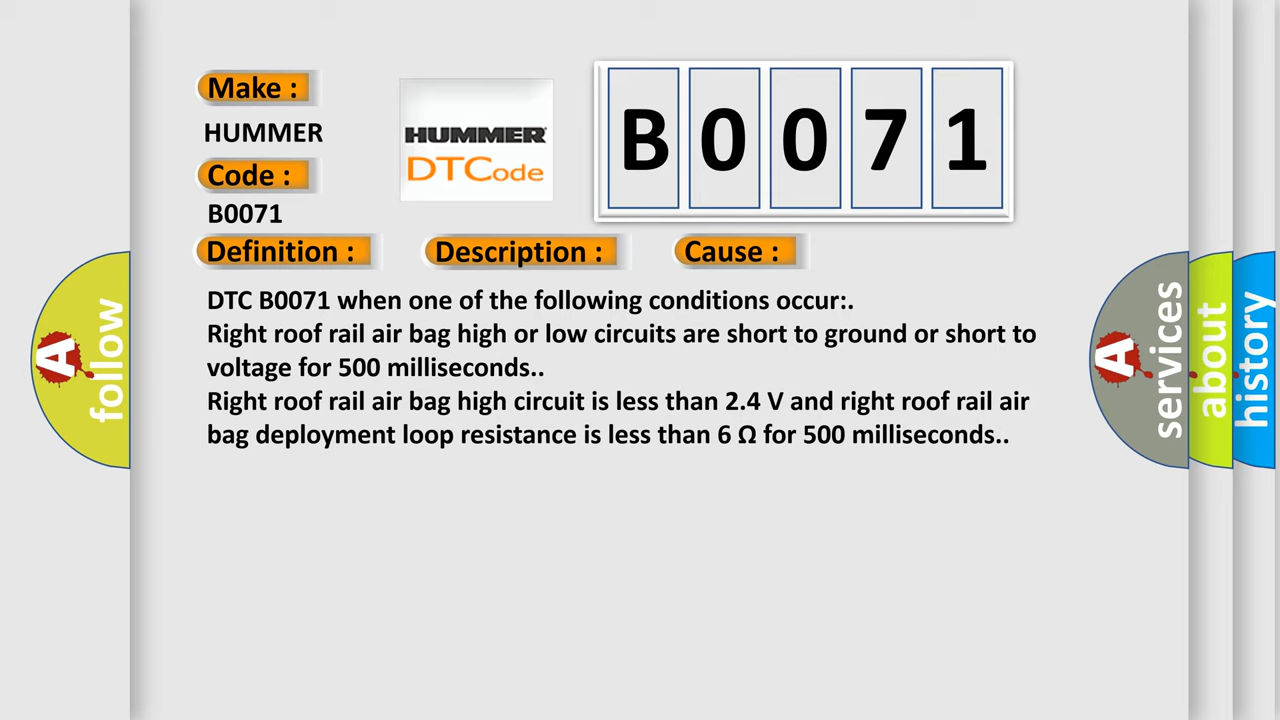 Make :
HUMMER
Code :
B0071
HUMMER
DTCode
B 0 0 7 1
Definition :
Description :
Cause :
DTC B0071 when one of the following conditions occur:.
Right roof rail air bag high or low circuits are short to ground or short to
voltage for 500 milliseconds..
Right roof rail air bag high circuit is less than 2.4 V and right roof rail air
bag deployment loop resistance is less than 6 Ω for 500 milliseconds..
A
follow
A
services
about
history